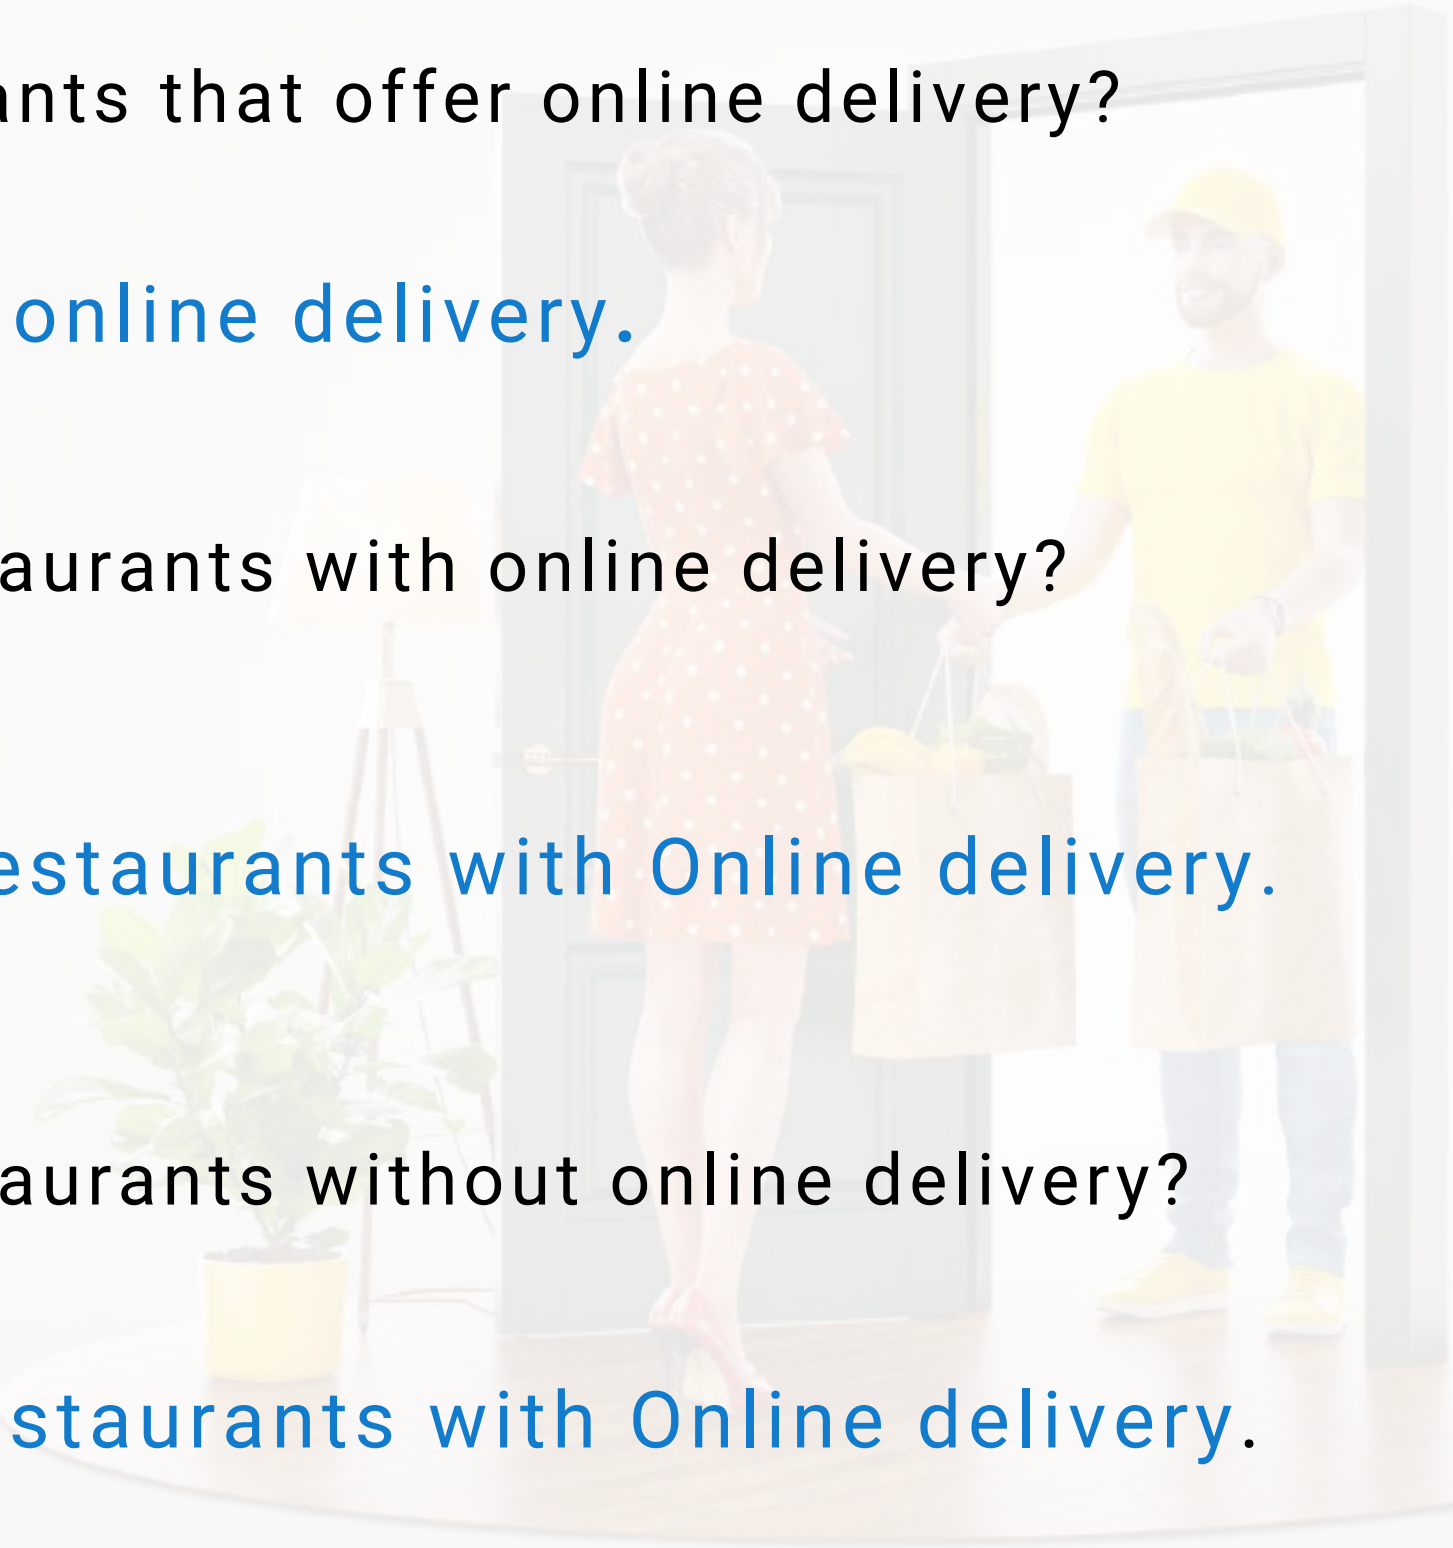 ants that offer online delivery?
online delivery.
aurants with online delivery?
estaurants with Online delivery.
aurants without online delivery?
staurants with Online delivery.